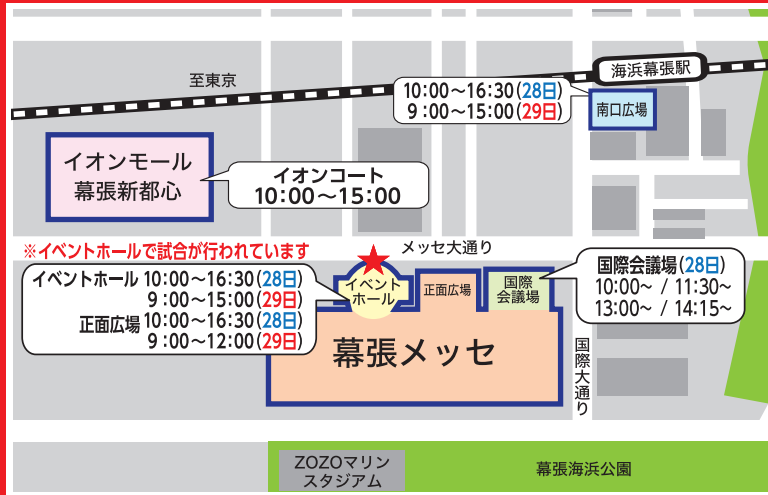 至東京
海浜幕張駅
10:00～16:30(28日)
9:00～15:00(29日)
南口広場
イオンモール
幕張新都心
イオンコート
10:00～15:00
※イベントホールで試合が行われています
メッセ大通り
イベントホール 10:00～16:30(28日)
9:00～15:00(29日)
正面広場 10:00～16:30(28日)
9:00～12:00(29日)
イベント
ホール
正面広場
国際
会議場
国際会議場(28日)
10:00～ / 11:30～
13:00～ / 14:15～
幕張メッセ
国際大通り
ZOZOマリン
スタジアム
幕張海浜公園